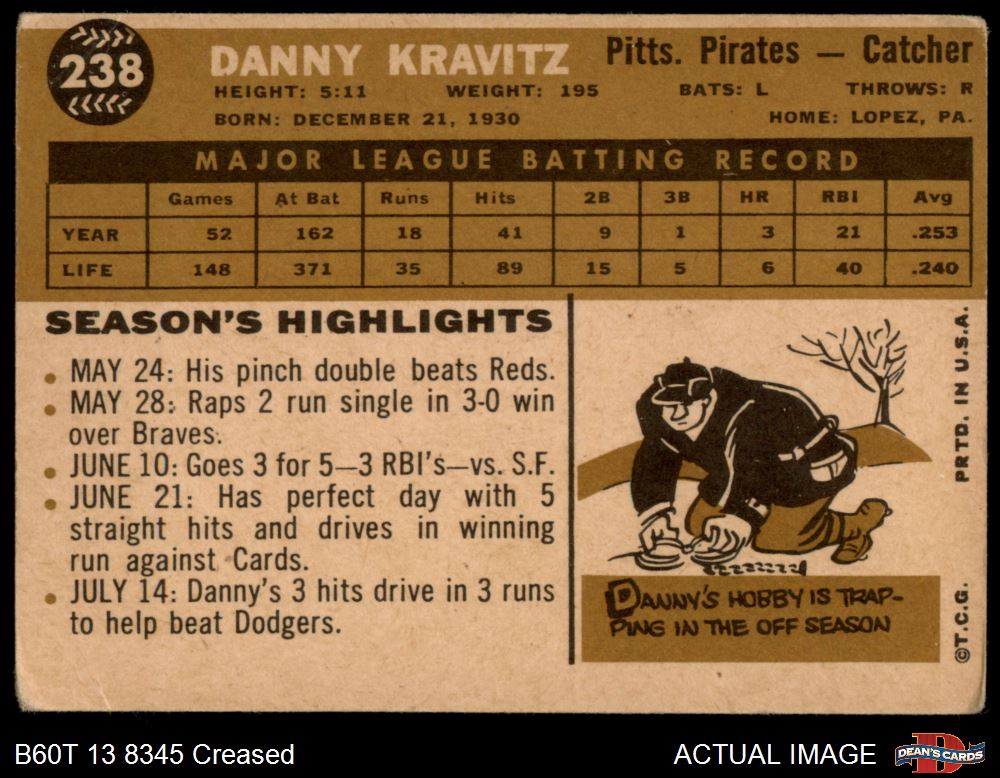 238
DANNY KRAVITZ
Pitts. Pirates — Catcher
HEIGHT: 5:11 WEIGHT: 195 BATS: L THROWS: R
BORN: DECEMBER 21, 1930 HOME: LOPEZ, PA.
MAJOR LEAGUE BATTING RECORD
Games At Bat Runs Hits 2B 3B HR RBI Avg
YEAR 52 162 18 41 9 1 3 21 .253
LIFE 148 371 35 89 15 5 6 40 .240
SEASON'S HIGHLIGHTS
• MAY 24: His pinch double beats Reds.
• MAY 28: Raps 2 run single in 3-0 win
over Braves.
• JUNE 10: Goes 3 for 5—3 RBI's—vs. S.F.
• JUNE 21: Has perfect day with 5
straight hits and drives in winning
run against Cards.
• JULY 14: Danny's 3 hits drive in 3 runs
to help beat Dodgers.
DANNY'S HOBBY IS TRAP-
PING IN THE OFF SEASON
PRTD. IN U.S.A.
©T.C.G.
B60T 13 8345 Creased
ACTUAL IMAGE
DEAN'S CARDS